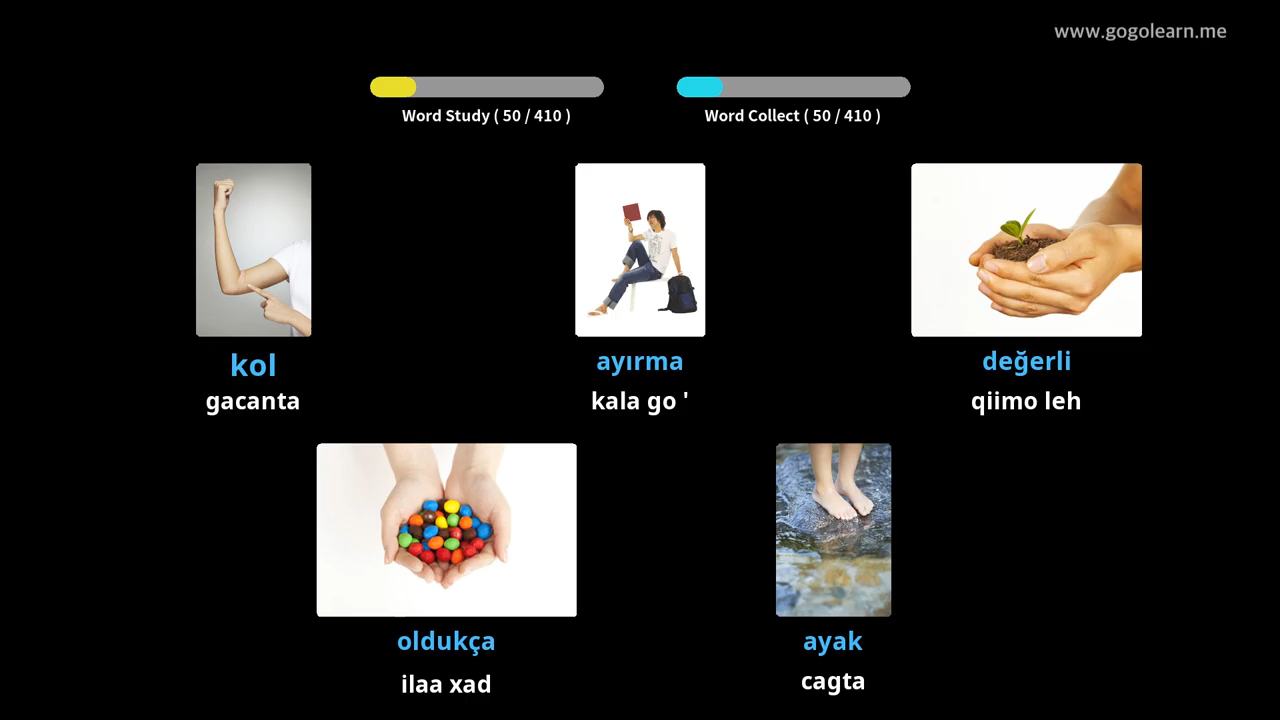 www.gogolearn.me
Word Study ( 50 / 410 )
Word Collect ( 50 / 410 )
kol
gacanta
ayırma
kala go '
değerli
qiimo leh
oldukça
ilaa xad
ayak
cagta